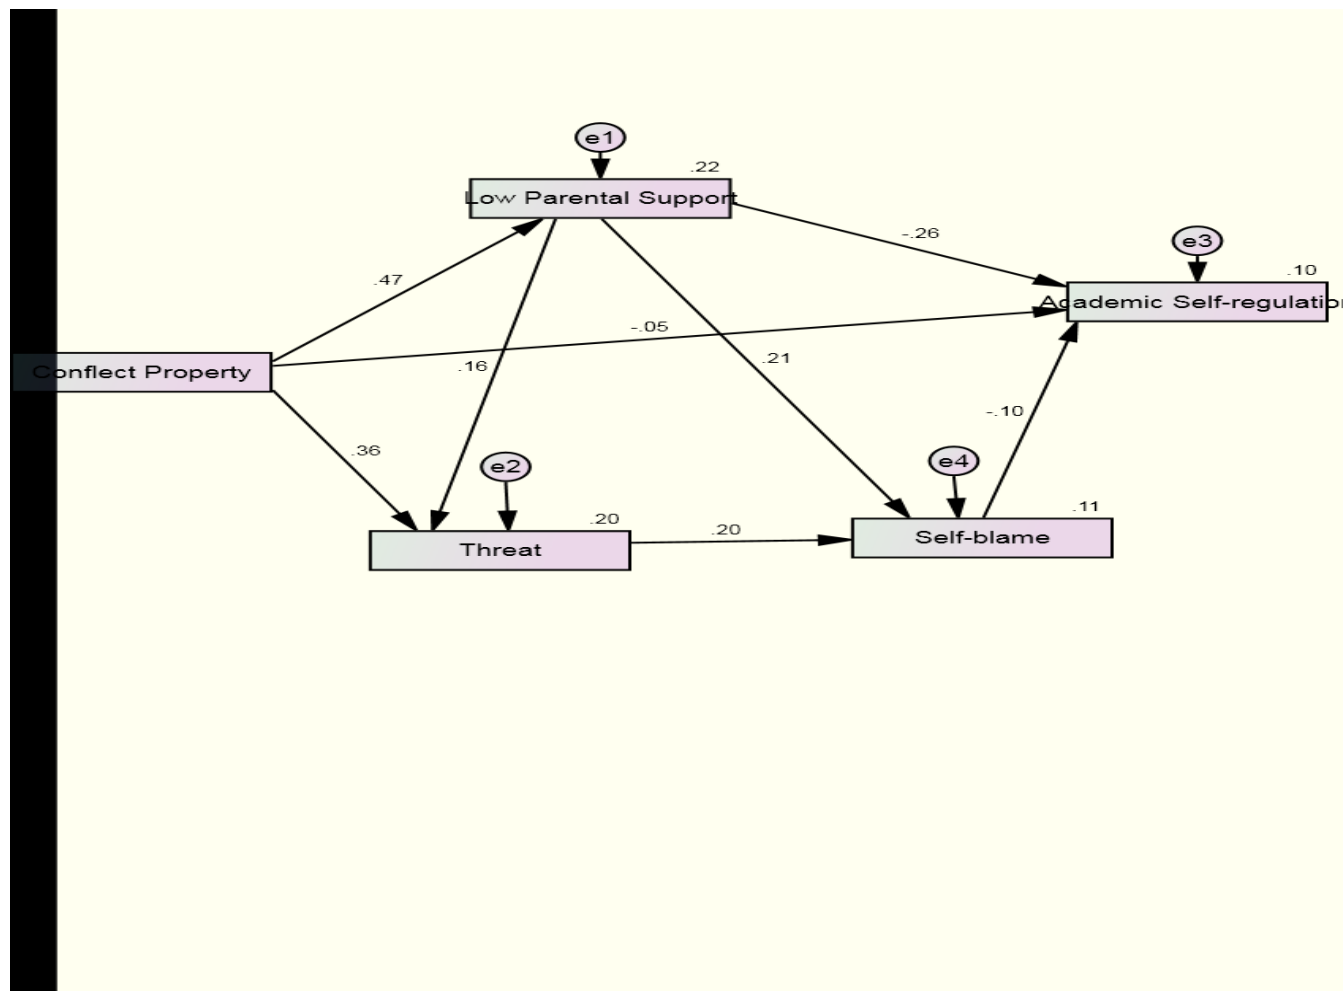 e1
.22
Low Parental Support
-.26
e3
.10
Academic Self-regulation
.47
-.05
.16
.21
Conflect Property
-.10
.36
e2
e4
.20
.20
.11
Threat
Self-blame